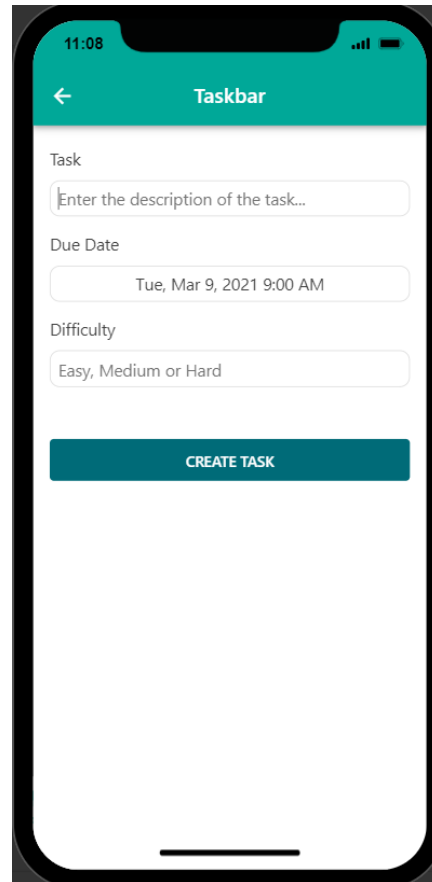 11:08
Taskbar
Task
Enter the description of the task...
Due Date
Tue, Mar 9, 2021 9:00 AM
Difficulty
Easy, Medium or Hard
CREATE TASK